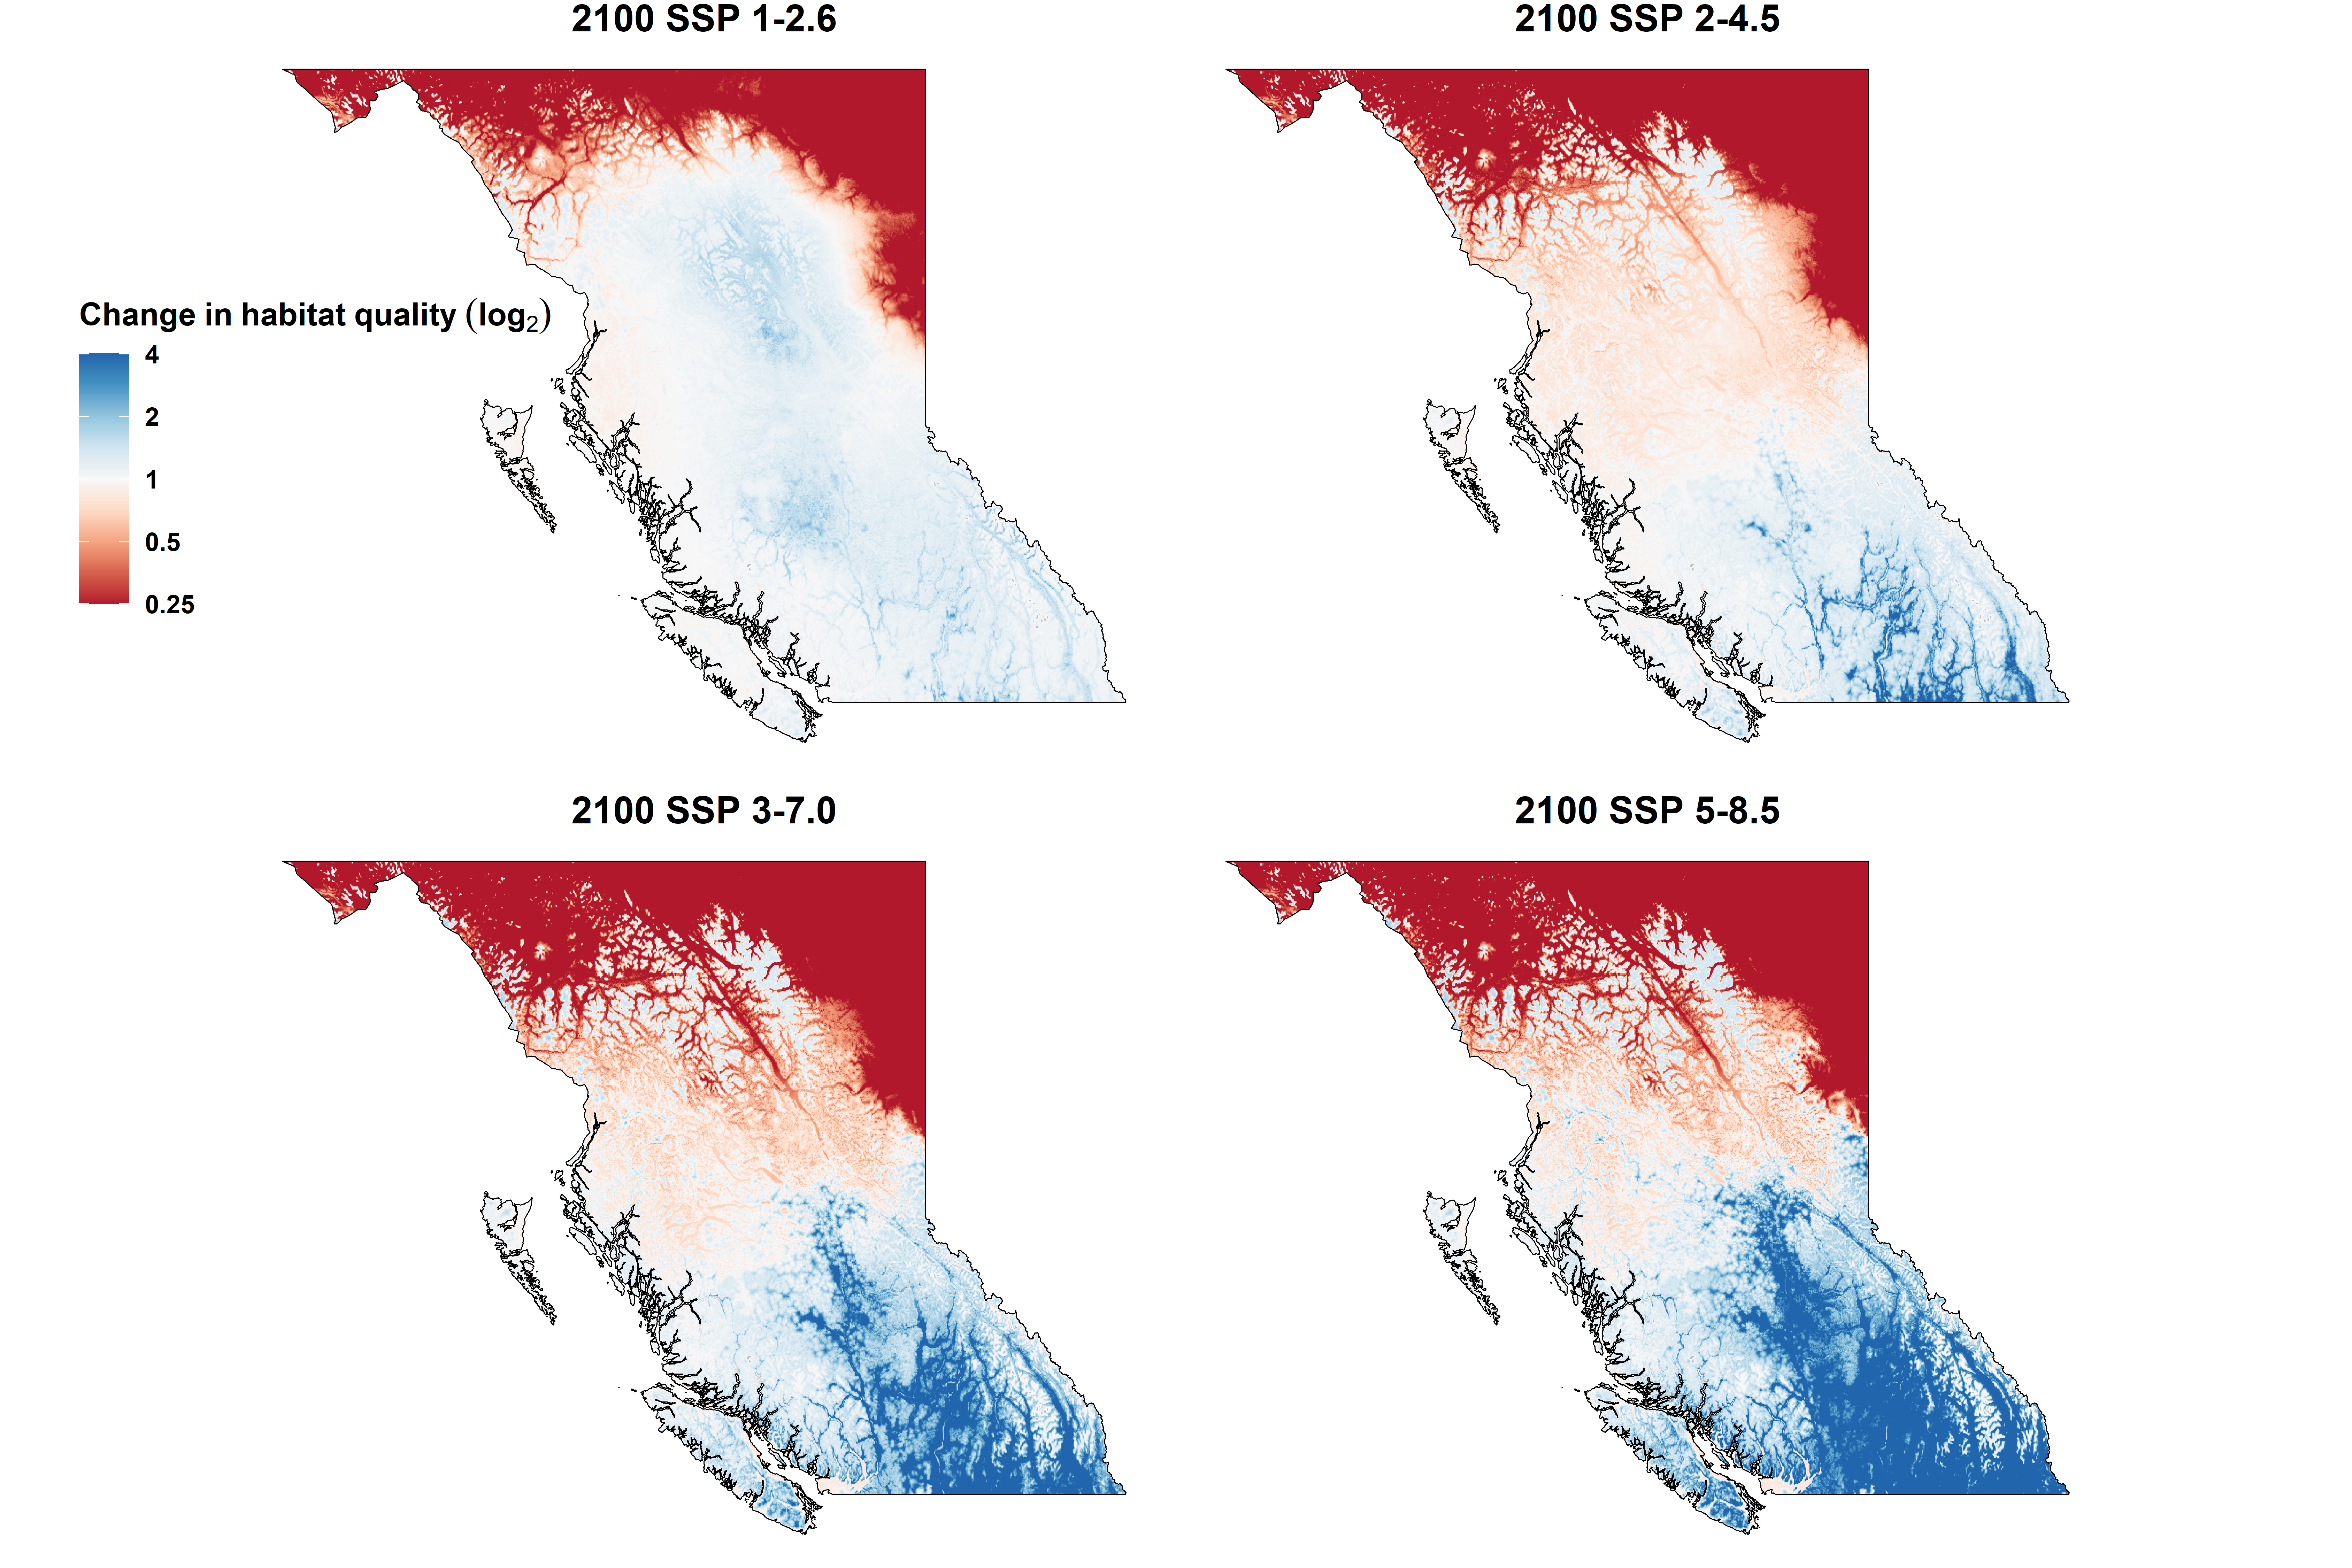 2100 SSP 1-2.6
2100 SSP 2-4.5
Change in habitat quality (log₂)
4
2
1
0.5
0.25
2100 SSP 3-7.0
2100 SSP 5-8.5